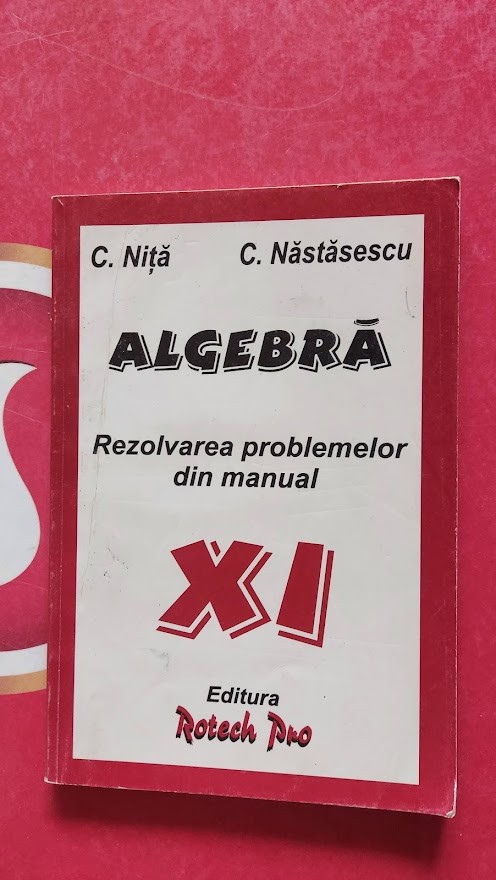 C. Niță C. Năstăsescu
ALGEBRĂ
Rezolvarea problemelor
din manual
XI
Editura
Rotech Pro